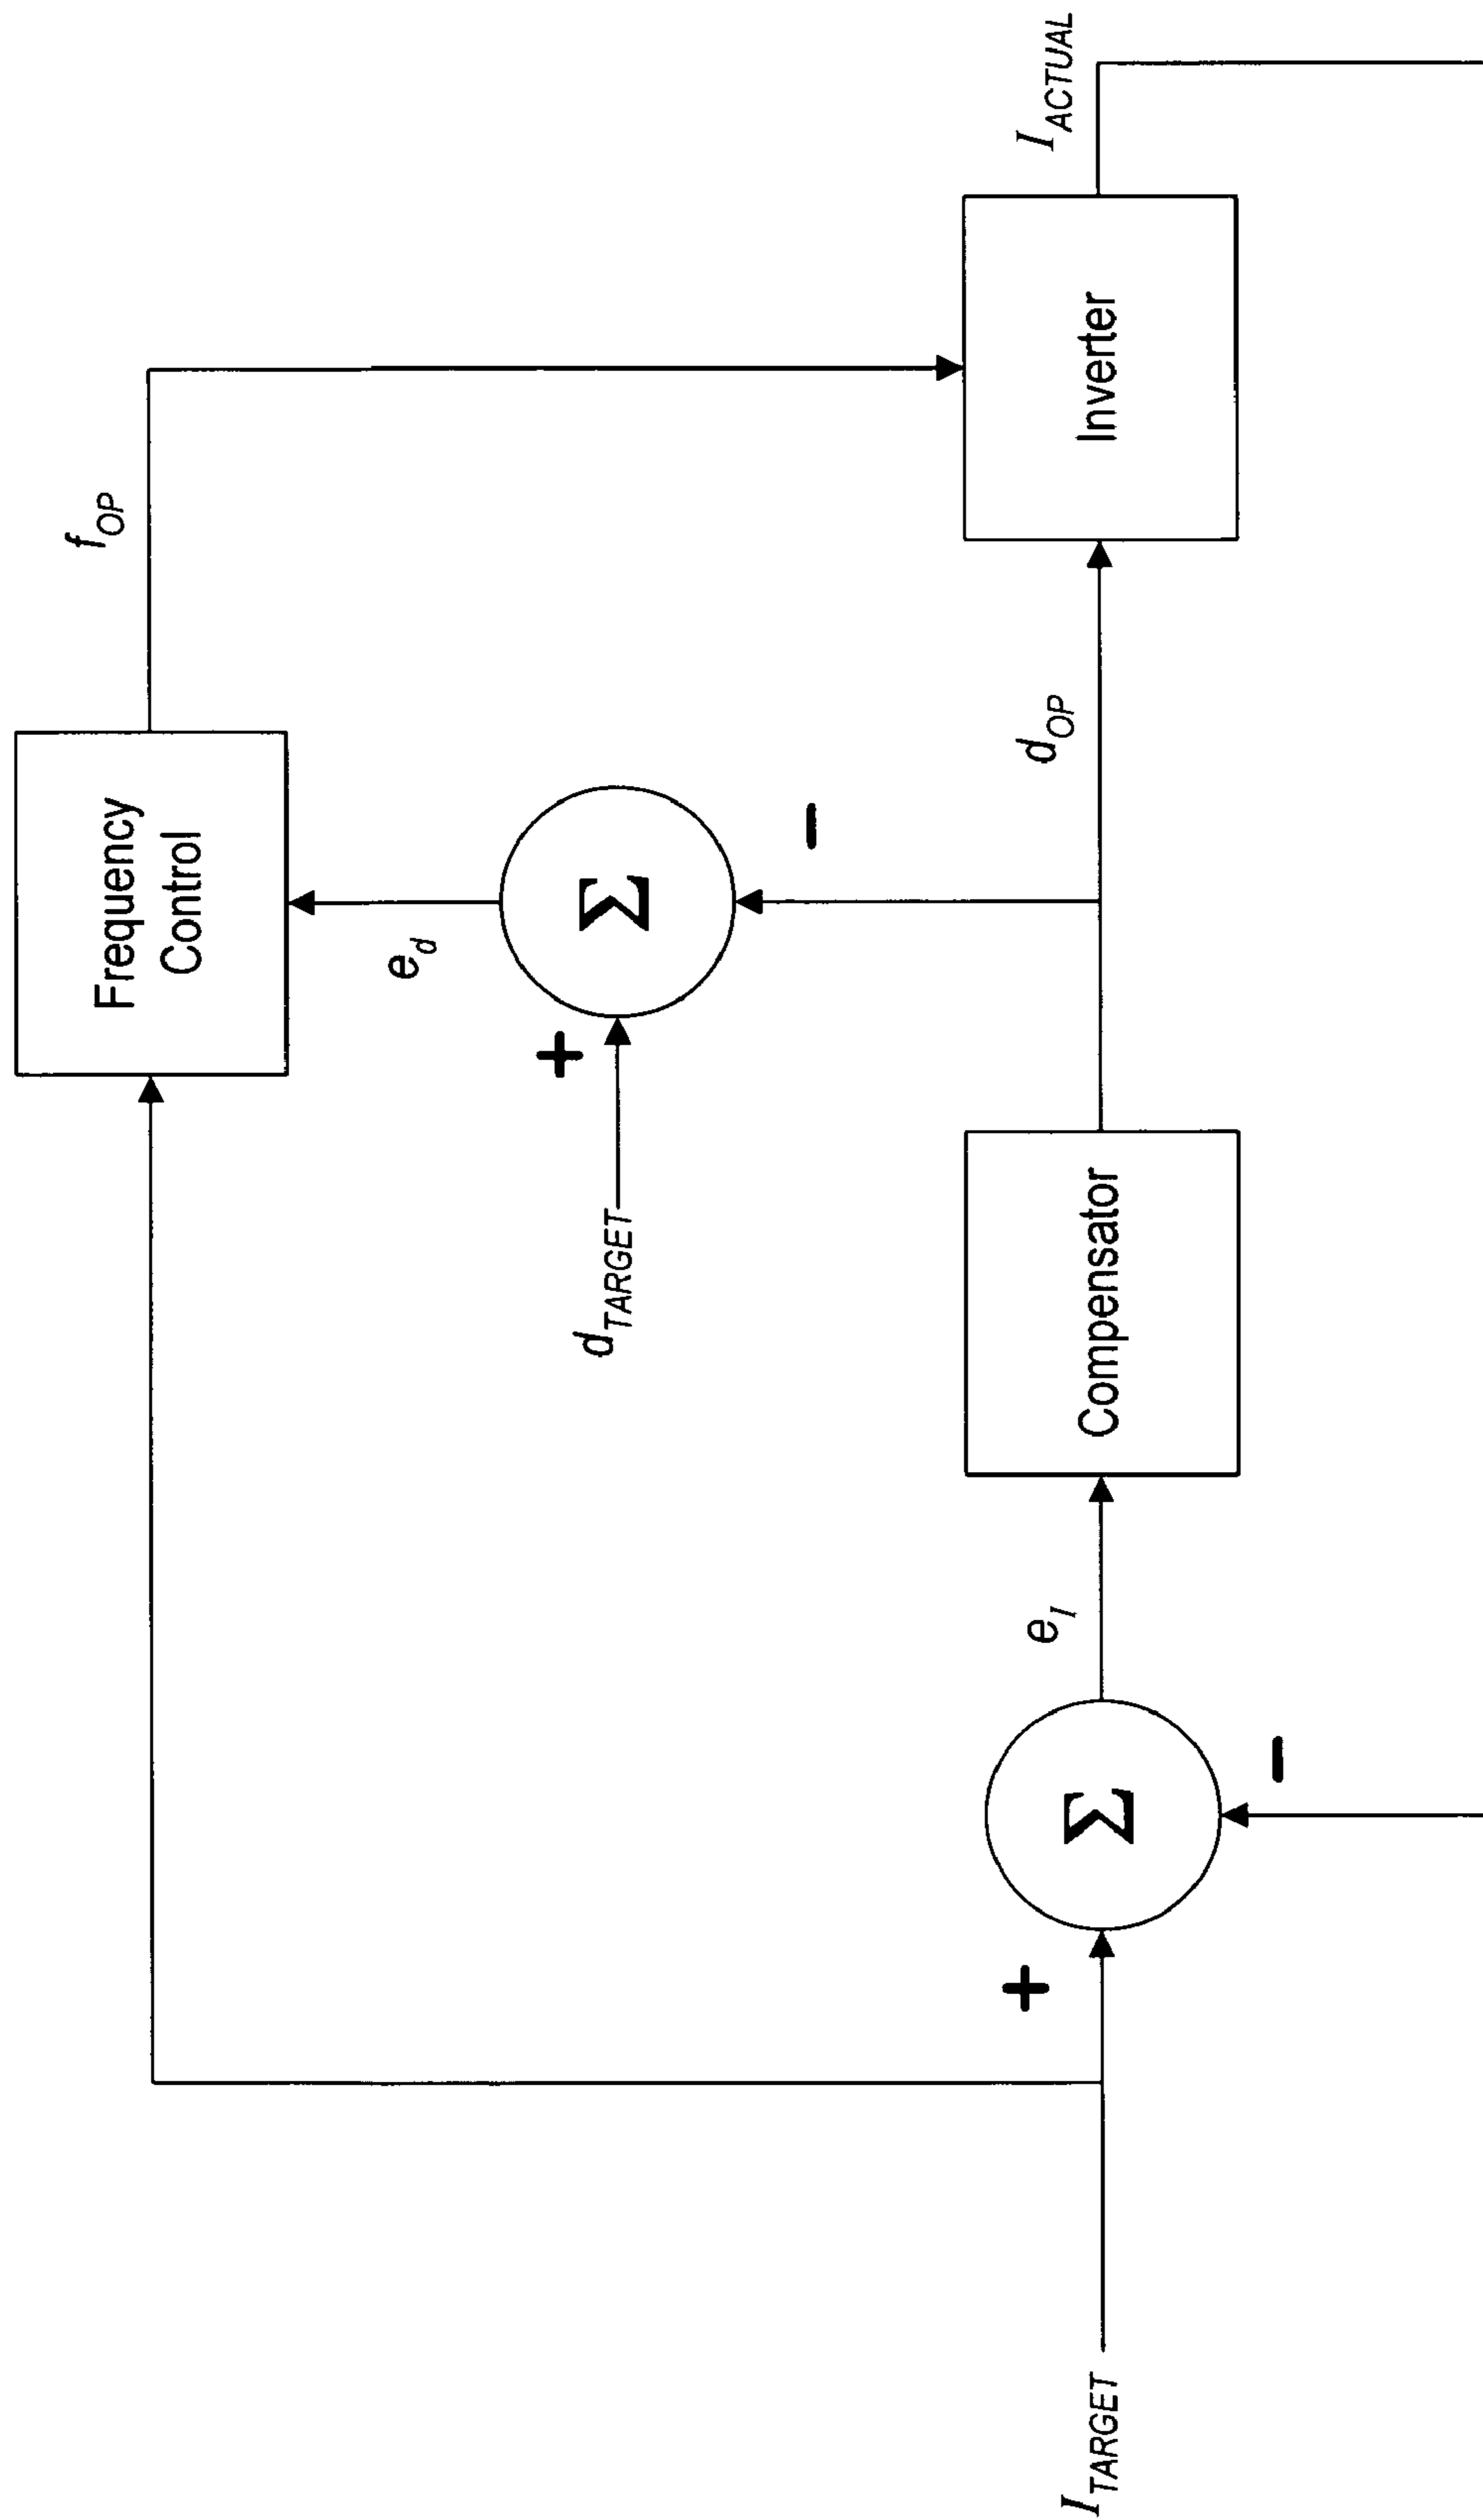 Frequency
Control
f_OP
e_d
Σ
+
-
d_TARGET
I_TARGET
+
Σ
-
e_I
Compensator
d_OP
Inverter
I_ACTUAL